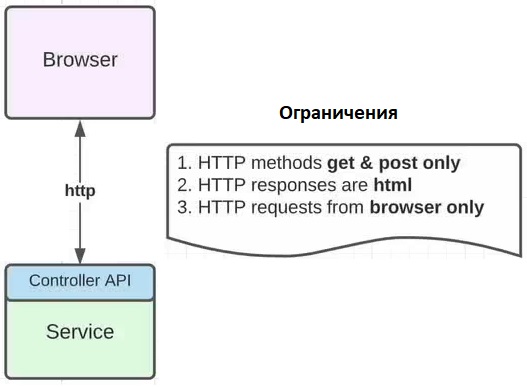 Browser
Ограничения
1. HTTP methods get & post only
2. HTTP responses are html
3. HTTP requests from browser only
http
Controller API
Service